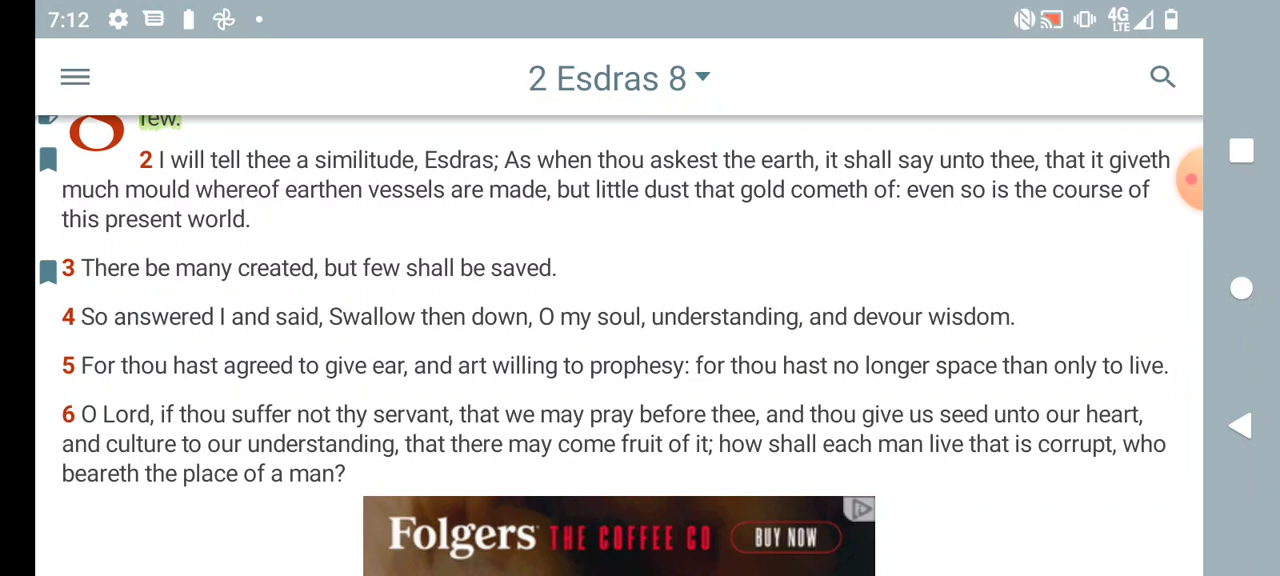 7:12
4G
LTE
2 Esdras 8
8 few.
2 I will tell thee a similitude, Esdras; As when thou askest the earth, it shall say unto thee, that it giveth
much mould whereof earthen vessels are made, but little dust that gold cometh of: even so is the course of
this present world.
3 There be many created, but few shall be saved.
4 So answered I and said, Swallow then down, O my soul, understanding, and devour wisdom.
5 For thou hast agreed to give ear, and art willing to prophesy: for thou hast no longer space than only to live.
6 O Lord, if thou suffer not thy servant, that we may pray before thee, and thou give us seed unto our heart,
and culture to our understanding, that there may come fruit of it; how shall each man live that is corrupt, who
beareth the place of a man?
Folgers THE COFFEE CO BUY NOW